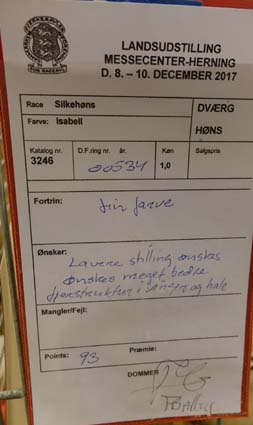 LANDSUDSTILLING
MESSECENTER-HERNING
D. 8. – 10. DECEMBER 2017
Race Silkehøns
DVÆRG
Farve: Isabell
HØNS
Katalog nr. D.F.ring nr. år. Køn Salgspris
3246 00534 1,0
Fortrin:
fin farve
Ønsker:
Lavere stilling ønskes
ønskes meget bedre
fjerstruktur i vinger og hale
Mangler/Fejl:
Points: 93 Præmie:
DOMMER